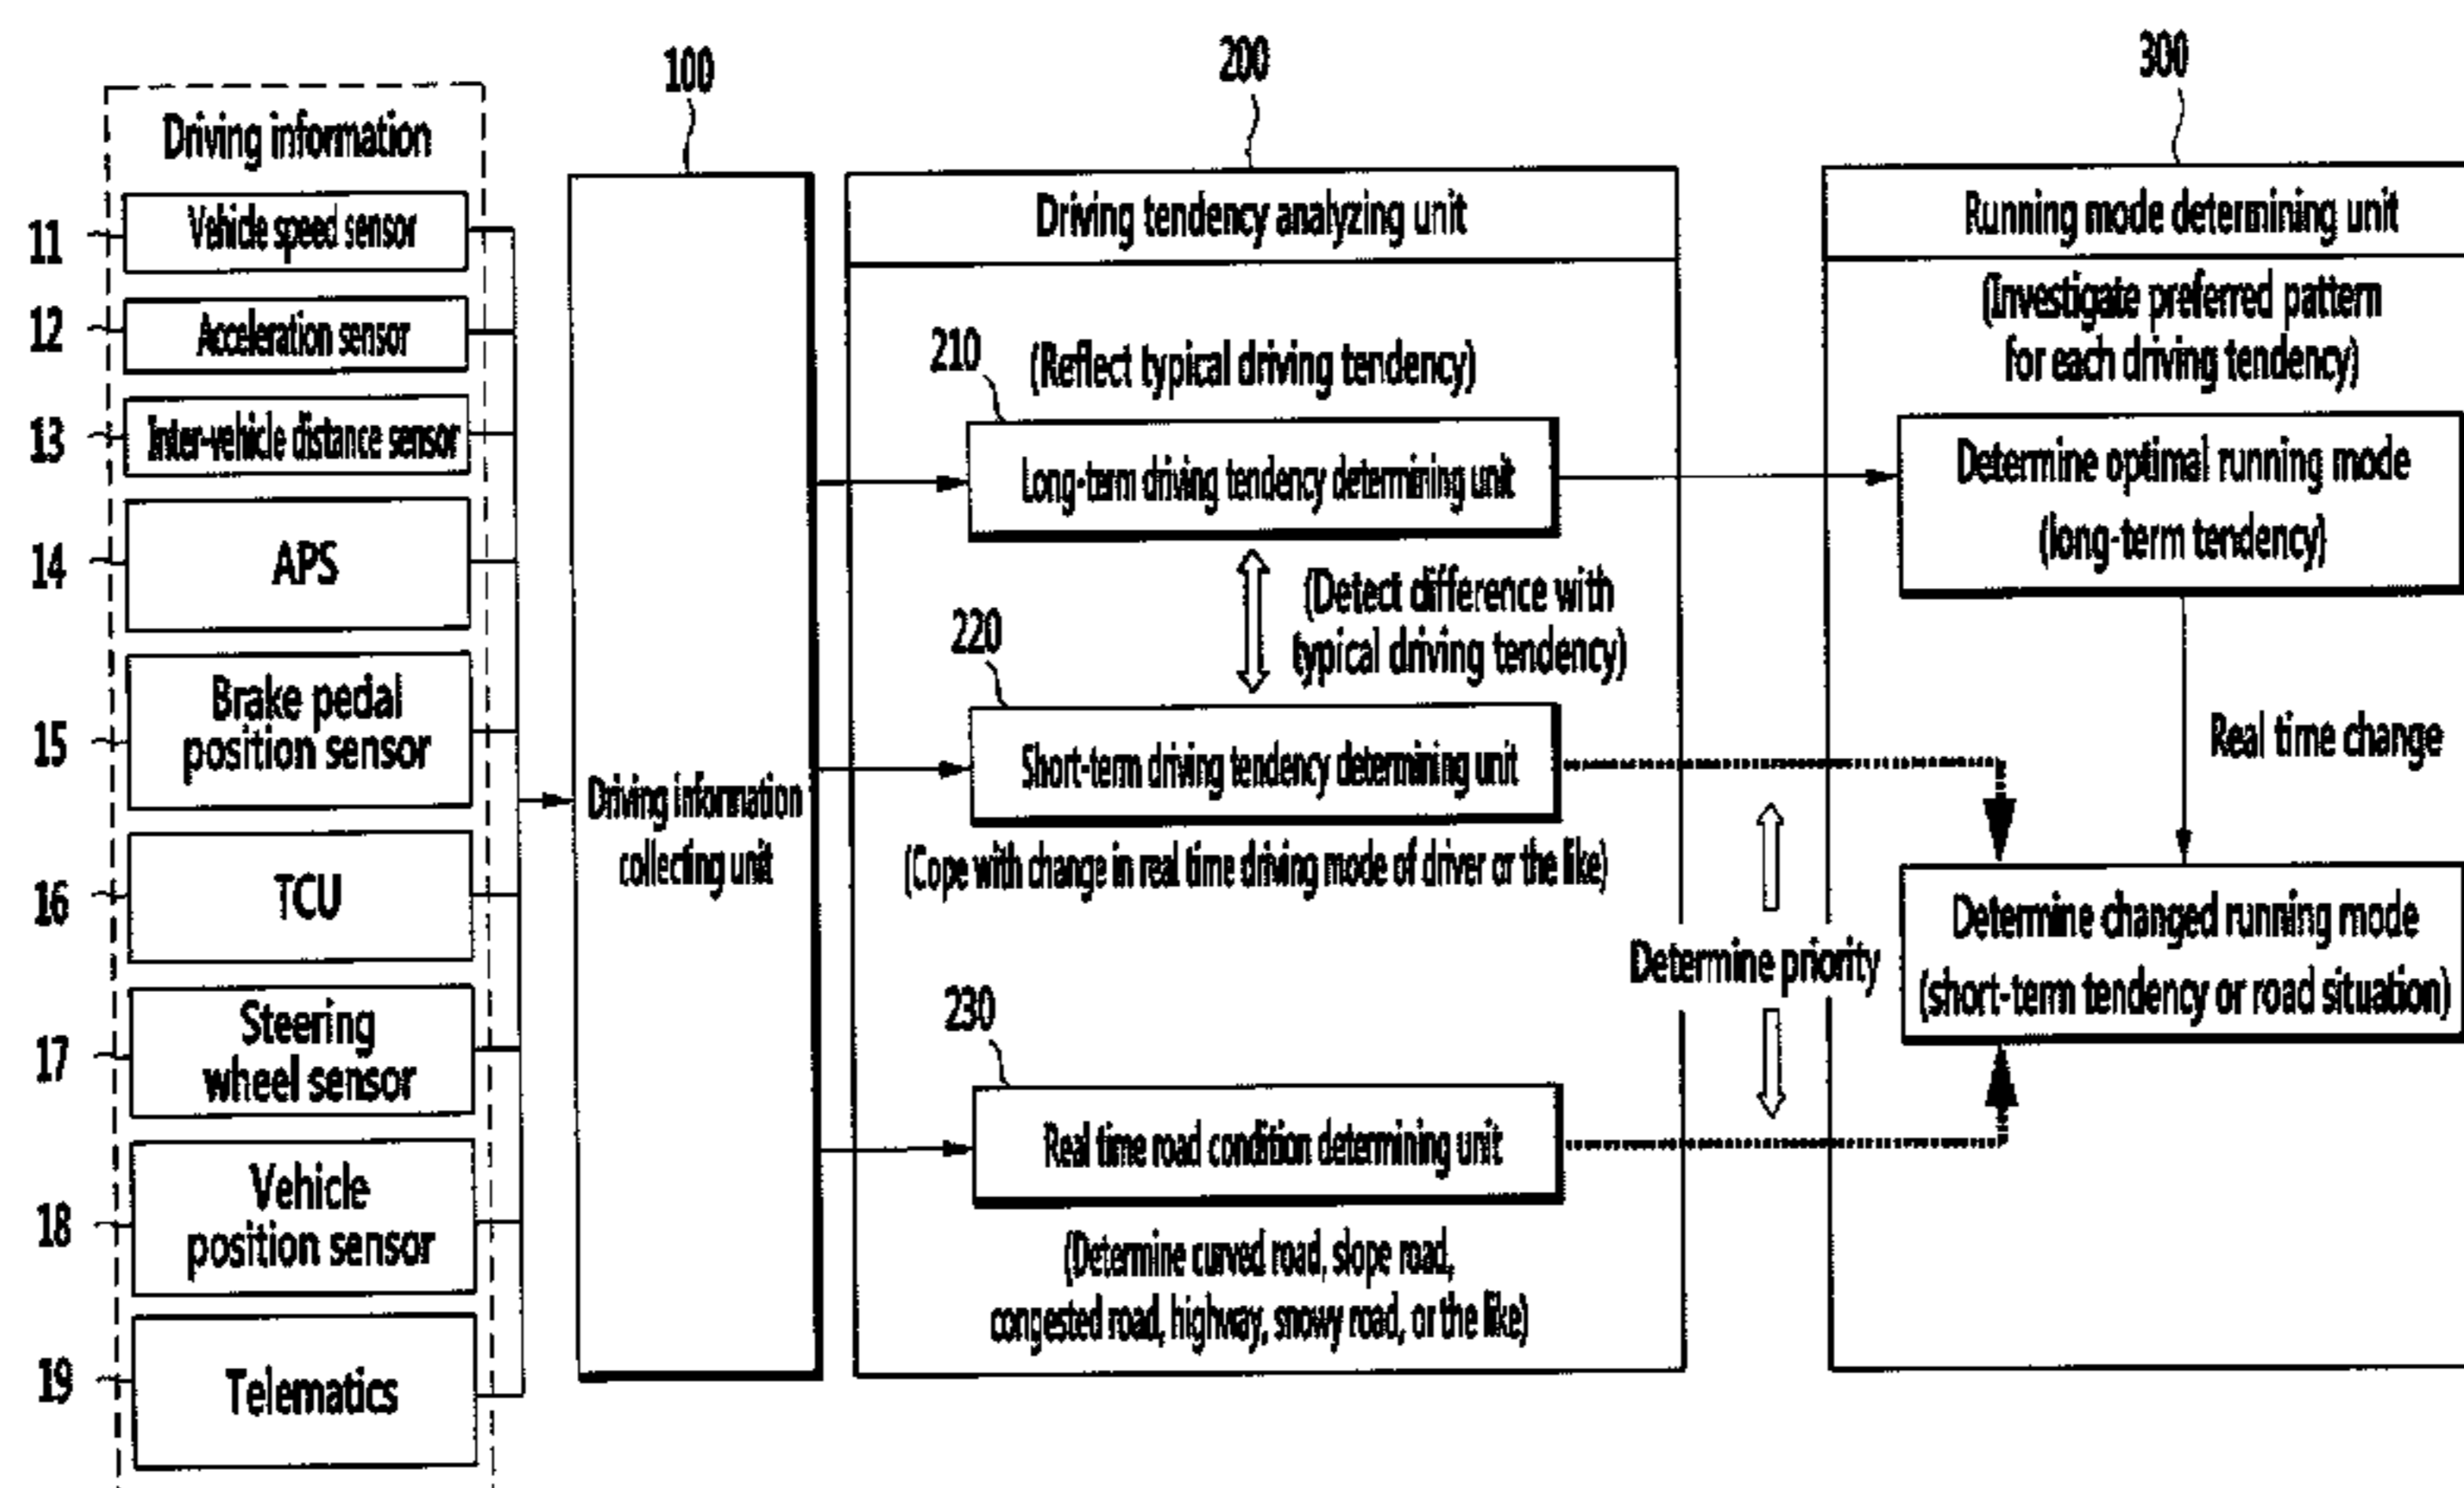 100
200
300
Driving information
11
Vehicle speed sensor
12
Acceleration sensor
13
Inter-vehicle distance sensor
14
APS
15
Brake pedal
position sensor
16
TCU
17
Steering
wheel sensor
18
Vehicle
position sensor
19
Telematics
Driving information
collecting unit
Driving tendency analyzing unit
210
(Reflect typical driving tendency)
Long-term driving tendency determining unit
(Detect difference with
typical driving tendency)
220
Short-term driving tendency determining unit
(Cope with change in real time driving mode of driver or the like)
230
Real time road condition determining unit
(Determine curved road, slope road,
congested road, highway, snowy road, or the like)
Determine priority
Running mode determining unit
(Investigate preferred pattern
for each driving tendency)
Determine optimal running mode
(long-term tendency)
Real time change
Determine changed running mode
(short-term tendency or road situation)